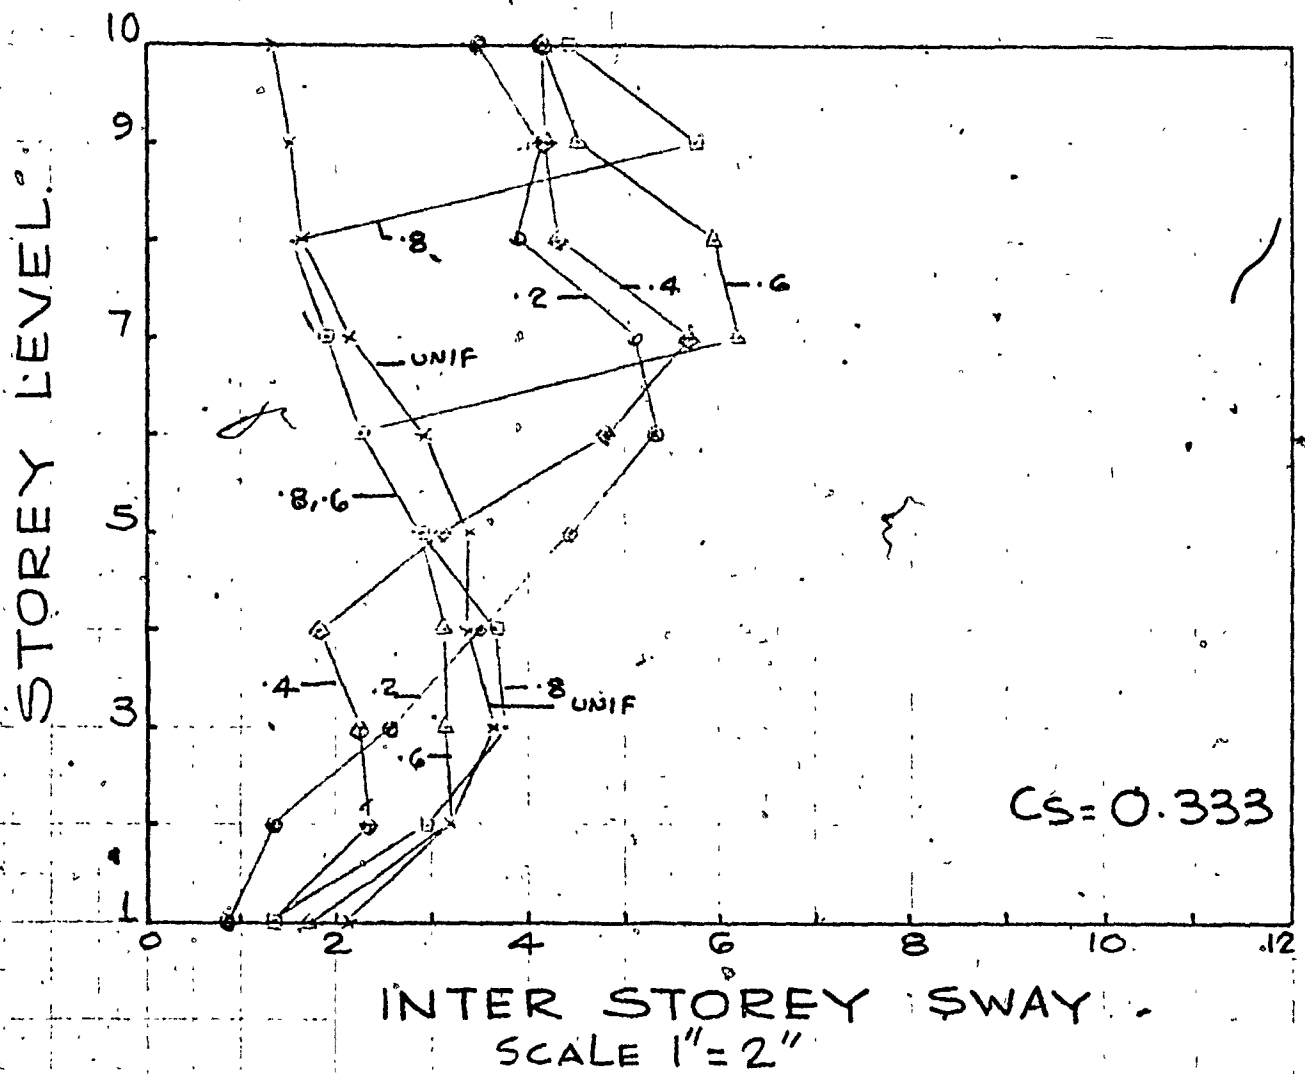 10
9
7
5
3
1
STOREY LEVEL.
.8
.2
.4
.6
UNIF
.8,.6
.4
.2
.8
UNIF
.6
CS=0.333
0 2 4 6 8 10 12
INTER STOREY SWAY
SCALE 1"=2"